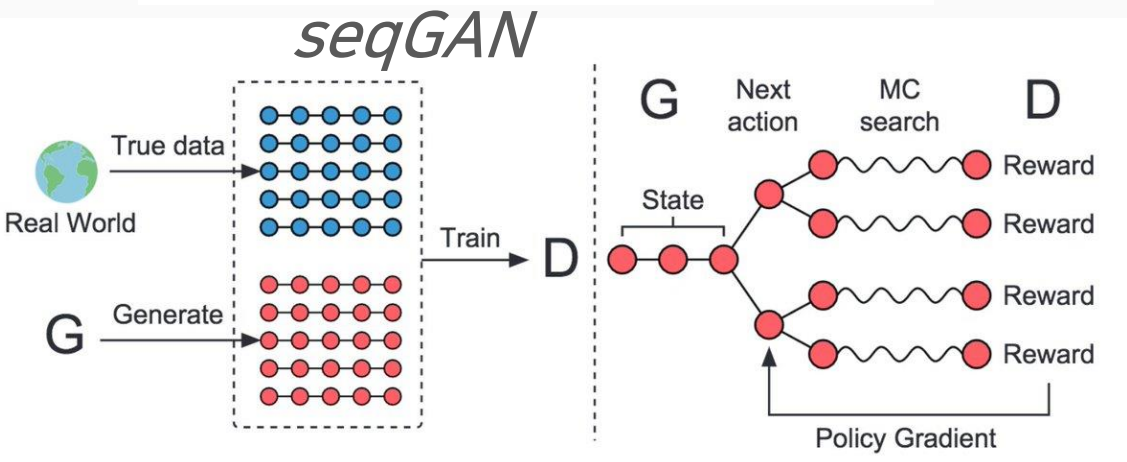 seqGAN
True data
Real World
G
Generate
Train
D
G
Next
action
MC
search
D
State
Reward
Reward
Reward
Reward
Policy Gradient